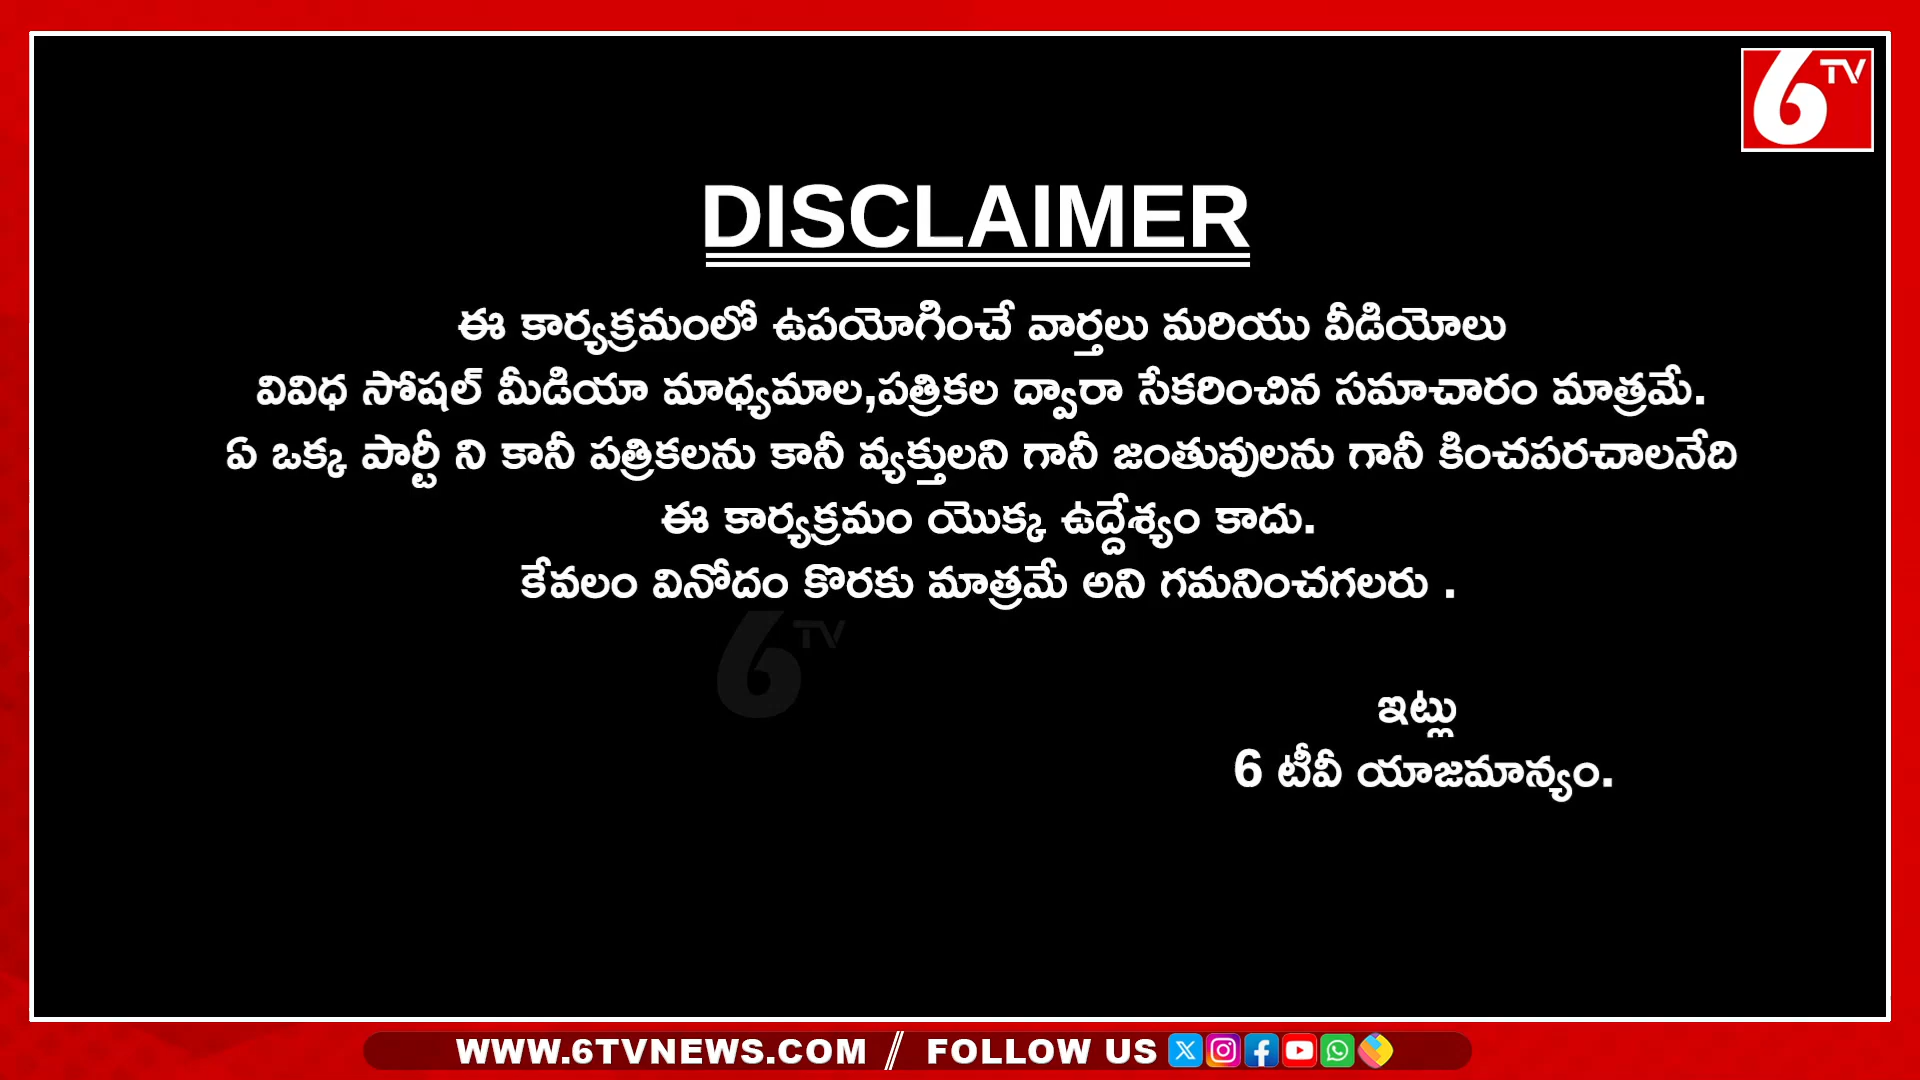 6TV
DISCLAIMER
ఈ కార్యక్రమంలో ఉపయోగించే వార్తలు మరియు వీడియోలు
వివిధ సోషల్ మీడియా మాధ్యమాల,పత్రికల ద్వారా సేకరించిన సమాచారం మాత్రమే.
ఏ ఒక్క పార్టీ ని కానీ పత్రికలను కానీ వ్యక్తులని గానీ జంతువులను గానీ కించపరచాలనేది
ఈ కార్యక్రమం యొక్క ఉద్దేశ్యం కాదు.
కేవలం వినోదం కొరకు మాత్రమే అని గమనించగలరు .
6TV
ఇట్లు
6 టీవీ యాజమాన్యం.
WWW.6TVNEWS.COM // FOLLOW US